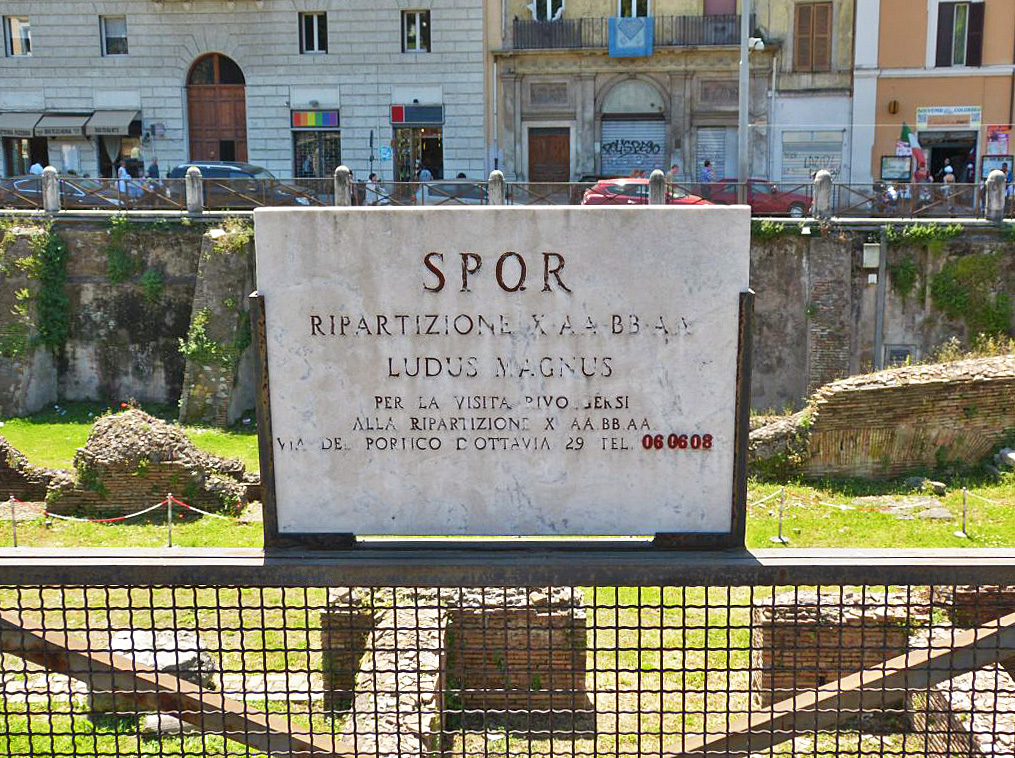 SPQR
RIPARTIZIONE X AA BB AA
LUDUS MAGNUS
PER LA VISITA RIVOLGERSI
ALLA RIPARTIZIONE X AA.BB.AA.
VIA DEL PORTICO D'OTTAVIA 29 TEL. 060608